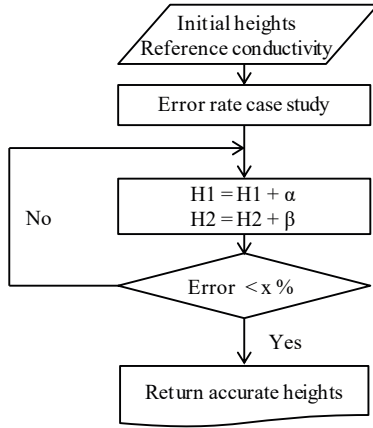 Initial heights
Reference conductivity
Error rate case study
H1 = H1 + α
H2 = H2 + β
No
Error < x %
Yes
Return accurate heights